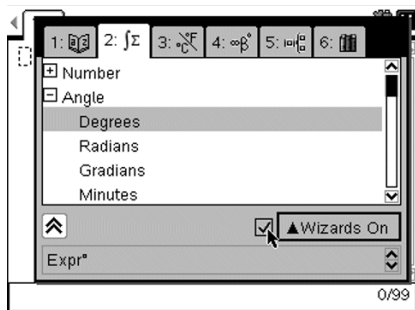 1: 2: ∫Σ 3: °C°F 4: ∞β° 5: 6:
Number
Angle
Degrees
Radians
Gradians
Minutes
▲Wizards On
Expr°
0/99